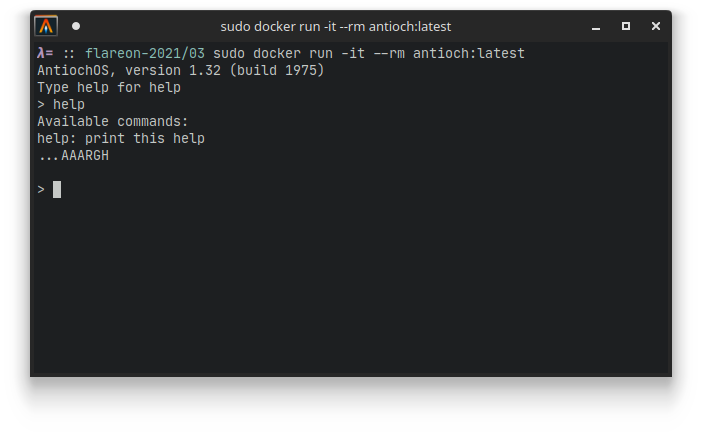 sudo docker run -it --rm antioch:latest
λ= :: flareon-2021/03 sudo docker run -it --rm antioch:latest
AntiochOS, version 1.32 (build 1975)
Type help for help
> help
Available commands:
help: print this help
...AAARGH
>